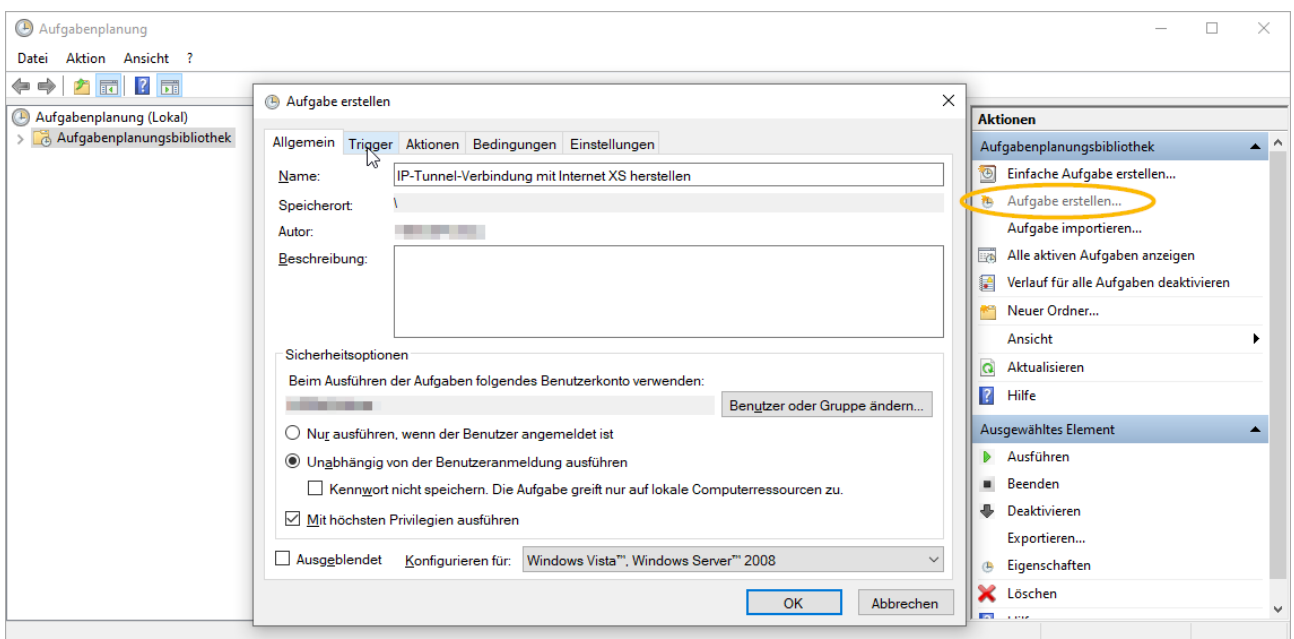 Aufgabenplanung
Datei Aktion Ansicht ?
Aufgabenplanung (Lokal)
Aufgabenplanungsbibliothek
Aufgabe erstellen
Allgemein Trigger Aktionen Bedingungen Einstellungen
Name: IP-Tunnel-Verbindung mit Internet XS herstellen
Speicherort: \
Autor:
Beschreibung:
Sicherheitsoptionen
Beim Ausführen der Aufgaben folgendes Benutzerkonto verwenden:
Benutzer oder Gruppe ändern...
Nur ausführen, wenn der Benutzer angemeldet ist
Unabhängig von der Benutzeranmeldung ausführen
Kennwort nicht speichern. Die Aufgabe greift nur auf lokale Computerressourcen zu.
Mit höchsten Privilegien ausführen
Ausgeblendet Konfigurieren für: Windows Vista™, Windows Server™ 2008
OK Abbrechen
Aktionen
Aufgabenplanungsbibliothek
Einfache Aufgabe erstellen...
Aufgabe erstellen...
Aufgabe importieren...
Alle aktiven Aufgaben anzeigen
Verlauf für alle Aufgaben deaktivieren
Neuer Ordner...
Ansicht
Aktualisieren
Hilfe
Ausgewähltes Element
Ausführen
Beenden
Deaktivieren
Exportieren...
Eigenschaften
Löschen